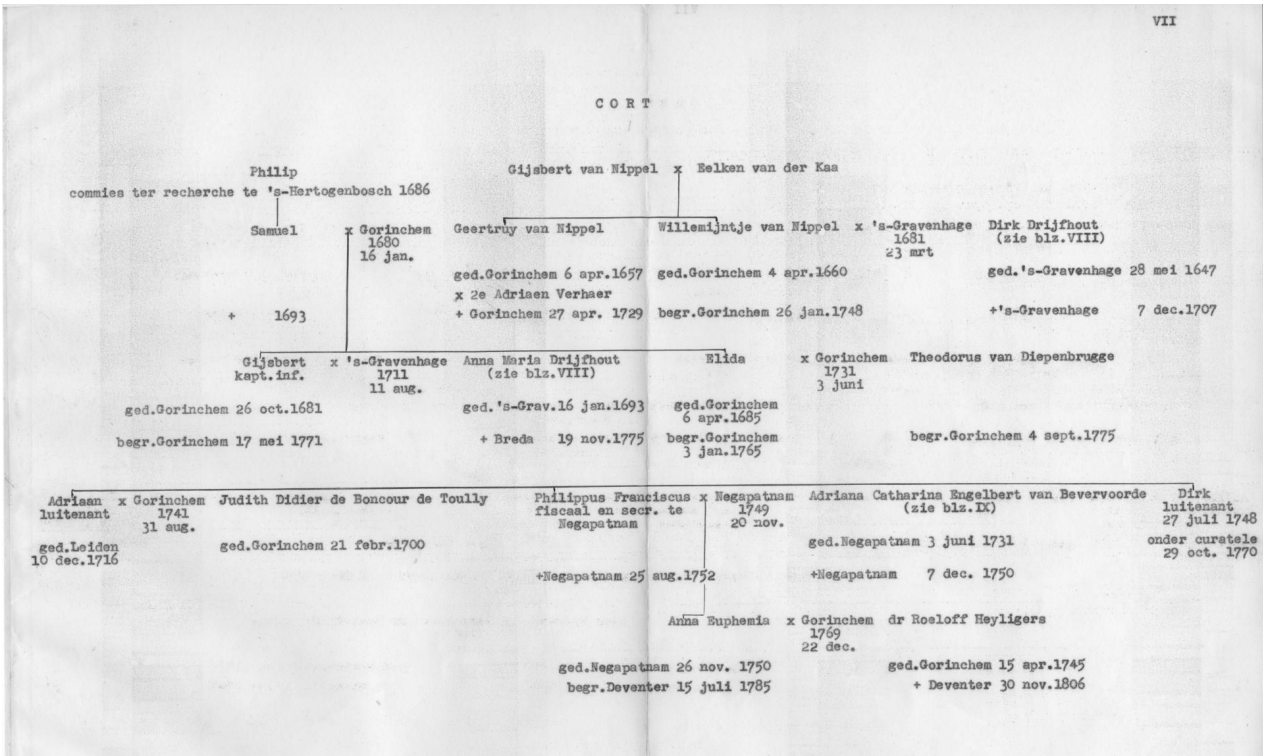 VII
CORT
Philip
commies ter recherche te 's-Hertogenbosch 1686
Gijsbert van Nippel x Eelken van der Kaa
Samuel x Gorinchem Geertruy van Nippel Willemijntje van Nippel x 's-Gravenhage Dirk Drijfhout
1680 1681 (zie blz.VIII)
16 jan. 23 mrt
ged.Gorinchem 6 apr.1657 ged.Gorinchem 4 apr.1660 ged.'s-Gravenhage 28 mei 1647
x 2e Adriaen Verhaer
+ 1693 + Gorinchem 27 apr. 1729 begr.Gorinchem 26 jan.1748 +'s-Gravenhage 7 dec.1707
Gijsbert x 's-Gravenhage Anna Maria Drijfhout Elida x Gorinchem Theodorus van Diepenbrugge
kapt.inf. 1711 (zie blz.VIII) 1731
11 aug. 3 juni
ged.Gorinchem 26 oct.1681 ged.'s-Grav.16 jan.1693 ged.Gorinchem
6 apr.1685
begr.Gorinchem 17 mei 1771 + Breda 19 nov.1775 begr.Gorinchem begr.Gorinchem 4 sept.1775
3 jan.1765
Adriaan x Gorinchem Judith Didier de Boncour de Toully Philippus Franciscus x Negapatnam Adriana Catharina Engelbert van Bevervoorde Dirk
luitenant 1741 fiscaal en secr. te 1749 (zie blz.IX) luitenant
31 aug. Negapatnam 20 nov. 27 juli 1748
ged.Leiden ged.Gorinchem 21 febr.1700 ged.Negapatnam 3 juni 1731 onder curatele
10 dec.1716 29 oct. 1770
+Negapatnam 25 aug.1752 +Negapatnam 7 dec. 1750
Anna Euphemia x Gorinchem dr Roeloff Heyligers
1769
22 dec.
ged.Negapatnam 26 nov. 1750 ged.Gorinchem 15 apr.1745
begr.Deventer 15 juli 1785 + Deventer 30 nov.1806